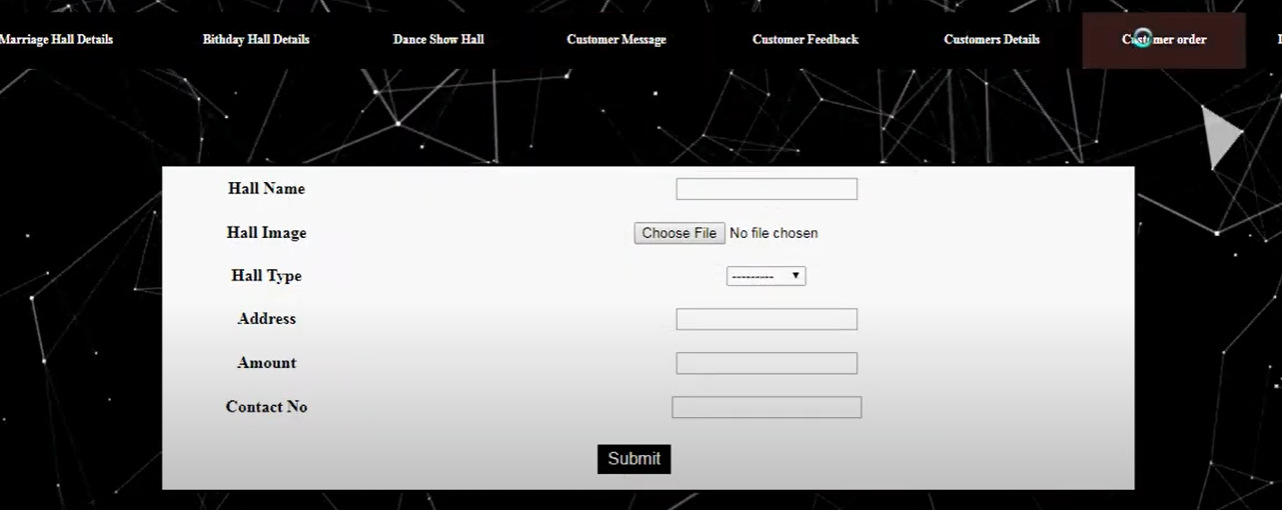 Marriage Hall Details Bithday Hall Details Dance Show Hall Customer Message Customer Feedback Customers Details Customer order
Hall Name
Hall Image Choose File No file chosen
Hall Type ---------
Address
Amount
Contact No
Submit